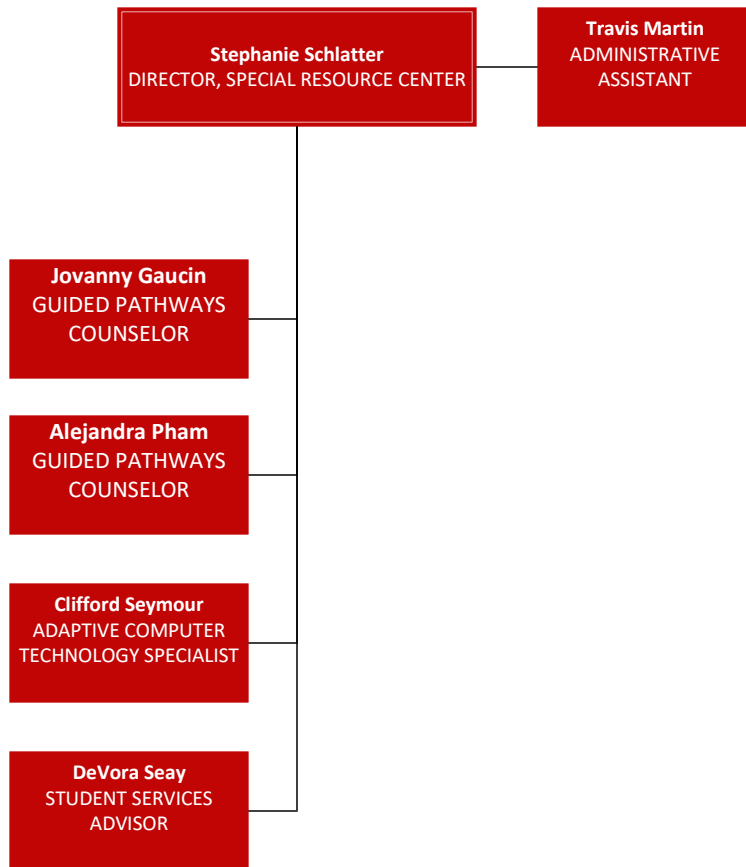 Stephanie Schlatter
DIRECTOR, SPECIAL RESOURCE CENTER
Travis Martin
ADMINISTRATIVE
ASSISTANT
Jovanny Gaucin
GUIDED PATHWAYS
COUNSELOR
Alejandra Pham
GUIDED PATHWAYS
COUNSELOR
Clifford Seymour
ADAPTIVE COMPUTER
TECHNOLOGY SPECIALIST
DeVora Seay
STUDENT SERVICES
ADVISOR